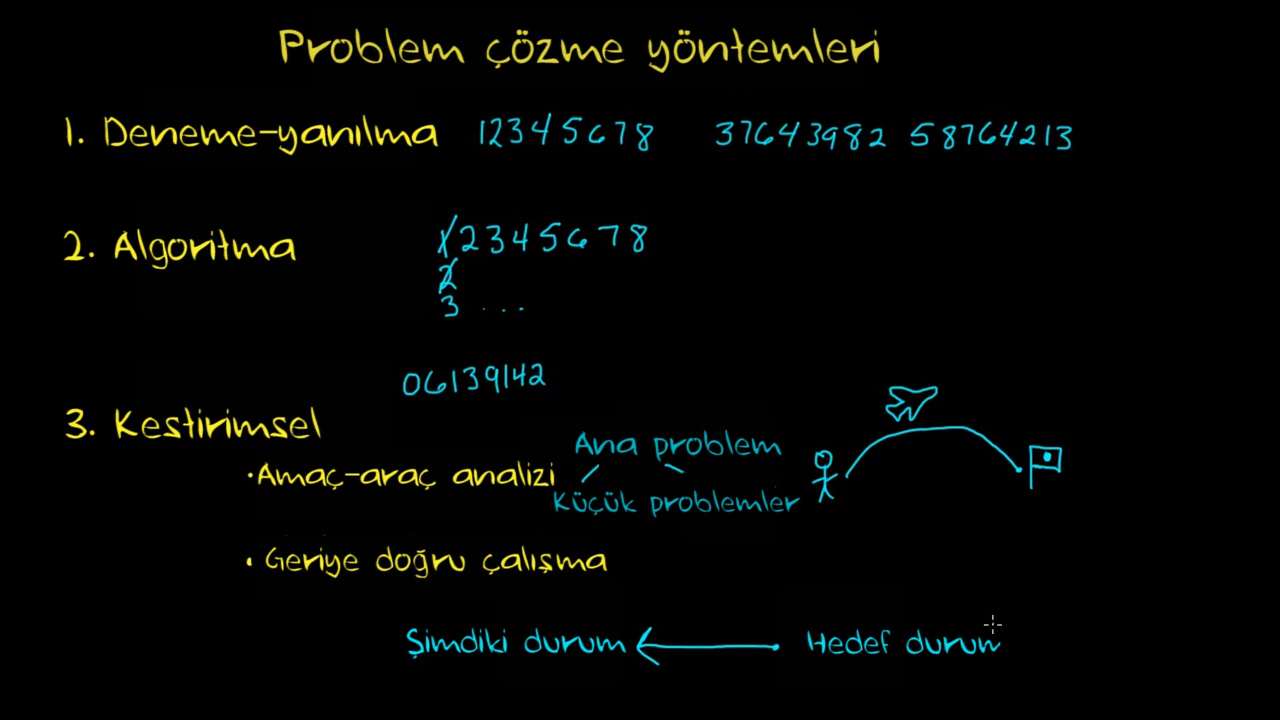 Problem çözme yöntemleri
1. Deneme-yanılma 12345678 37643982 58764213
2. Algoritma 12345678
2
3 ...
06139142
3. Kestirimsel
Ana problem
•Amaç-araç analizi
Küçük problemler
• Geriye doğru çalışma
Şimdiki durum Hedef durum